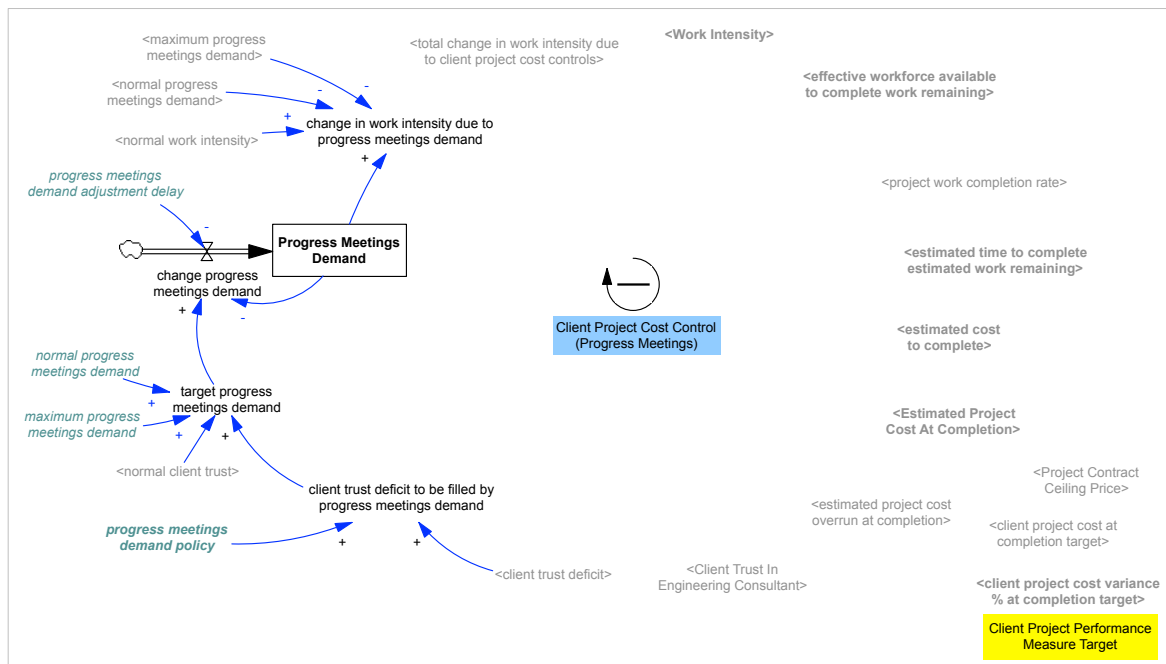 <maximum progress
meetings demand>
<total change in work intensity due
to client project cost controls>
<Work Intensity>
<normal progress
meetings demand>
<effective workforce available
to complete work remaining>
-
-
+
<normal work intensity>
change in work intensity due to
progress meetings demand
+
progress meetings
demand adjustment delay
<project work completion rate>
-
Progress Meetings
Demand
<estimated time to complete
estimated work remaining>
change progress
meetings demand
+
-
Client Project Cost Control
(Progress Meetings)
<estimated cost
to complete>
normal progress
meetings demand
+
target progress
meetings demand
maximum progress
meetings demand
+
+
<Estimated Project
Cost At Completion>
<normal client trust>
<Project Contract
Ceiling Price>
client trust deficit to be filled by
progress meetings demand
<estimated project cost
overrun at completion>
<client project cost at
completion target>
progress meetings
demand policy
+
+
<client trust deficit>
<Client Trust In
Engineering Consultant>
<client project cost variance
% at completion target>
Client Project Performance
Measure Target